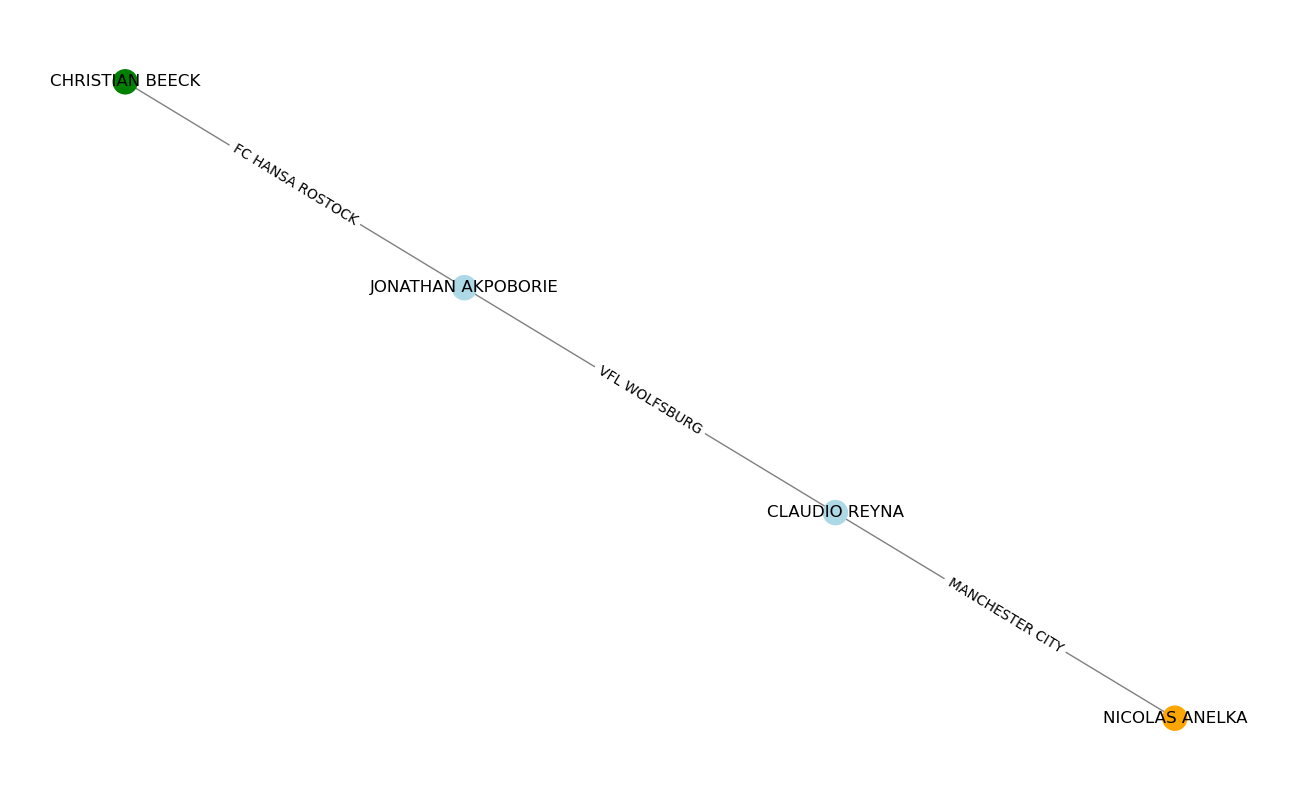 CHRISTIAN BEECK
FC HANSA ROSTOCK
JONATHAN AKPOBORIE
VFL WOLFSBURG
CLAUDIO REYNA
MANCHESTER CITY
NICOLAS ANELKA